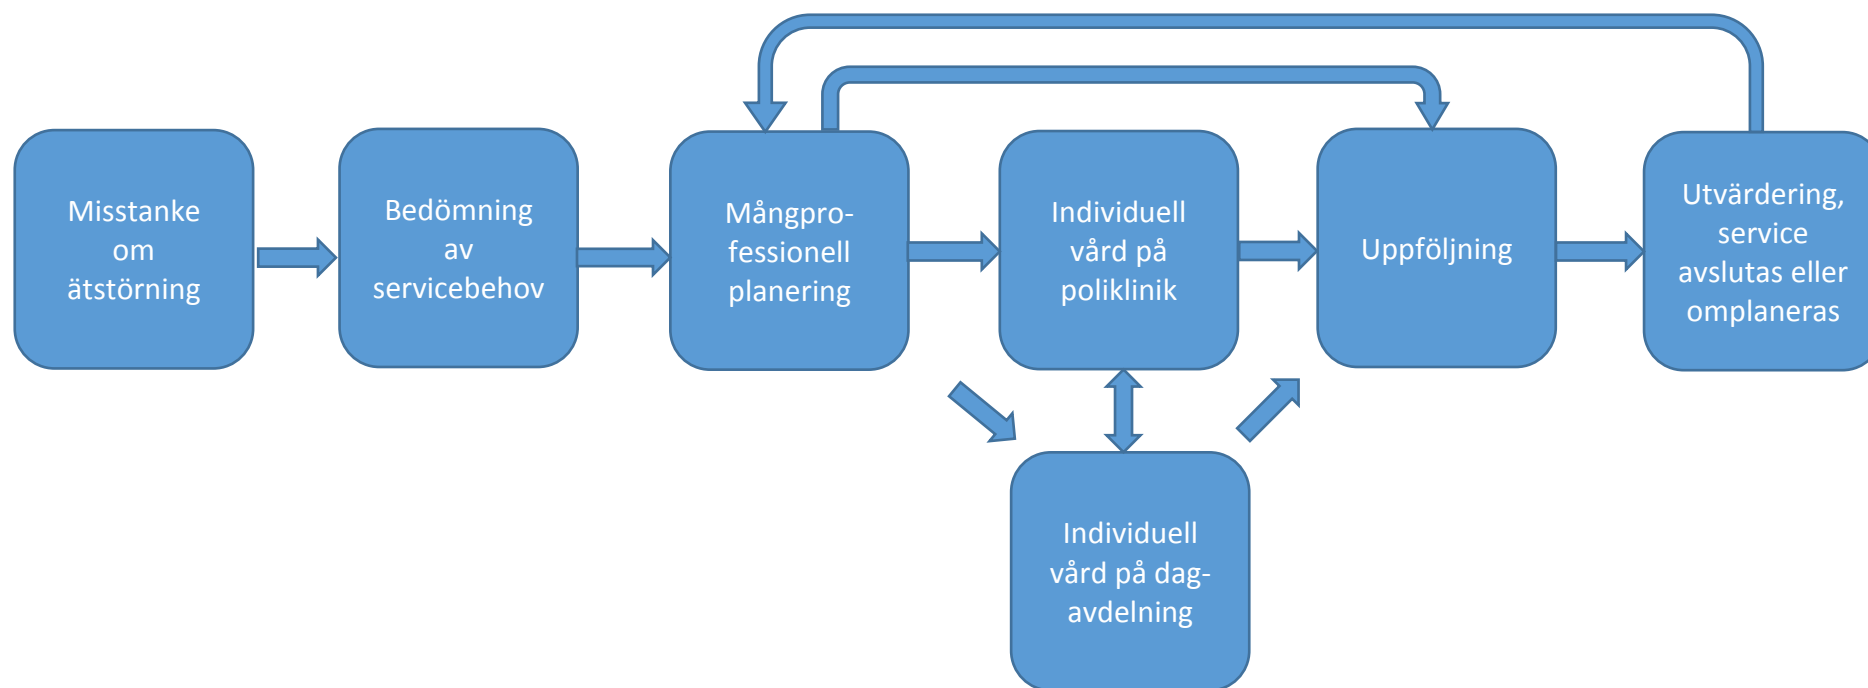 Misstanke
om
ätstörning
Bedömning
av
servicebehov
Mångpro-
fessionell
planering
Individuell
vård på
poliklinik
Uppföljning
Utvärdering,
service
avslutas eller
omplaneras
Individuell
vård på dag-
avdelning